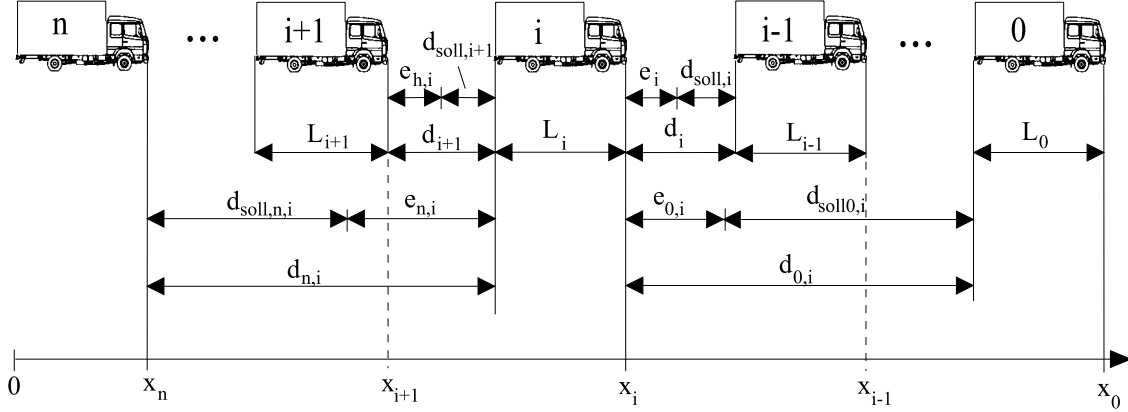 n ... i+1 i i-1 ... 0
d_soll,i+1
e_h,i e_i d_soll,i
L_i+1 d_i+1 L_i d_i L_i-1 L_0
d_soll,n,i e_n,i e_0,i d_soll0,i
d_n,i d_0,i
0 x_n x_i+1 x_i x_i-1 x_0